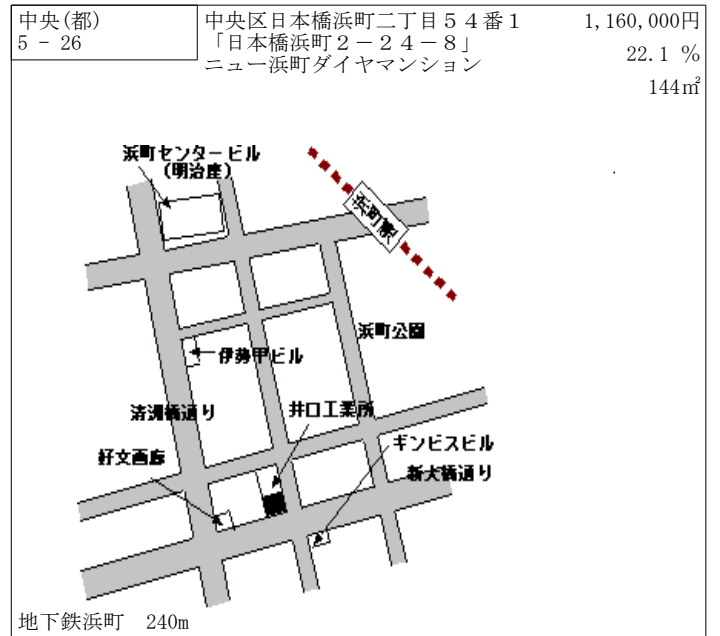 中央(都)
5 - 26
中央区日本橋浜町二丁目５４番１
「日本橋浜町２－２４－８」
ニュー浜町ダイヤマンション
1,160,000円
22.1 %
144㎡
浜町センタービル
(明治座)
浜町駅
浜町公園
伊勢甲ビル
清洲橋通り
井口工業所
好文画廊
ギンビスビル
新大橋通り
地下鉄浜町 240m